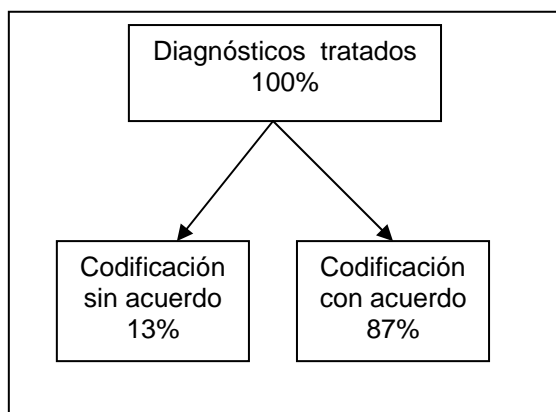 Diagnósticos tratados
100%
Codificación
sin acuerdo
13%
Codificación
con acuerdo
87%